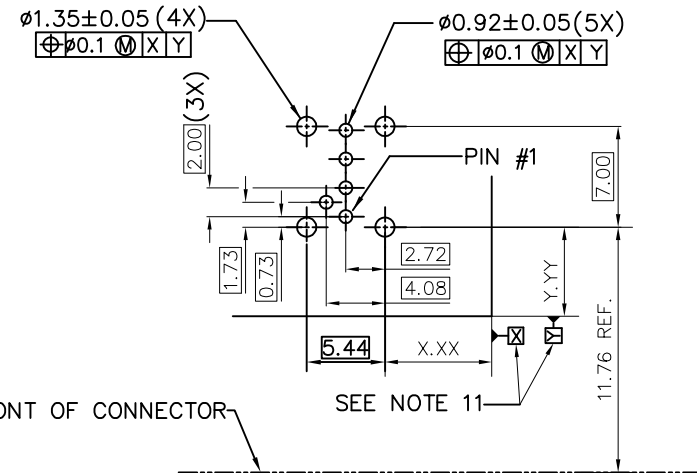 ø1.35±0.05 (4X)
⌖ ø0.1 Ⓜ X Y
ø0.92±0.05(5X)
⌖ ø0.1 Ⓜ X Y
2.00 (3X)
PIN #1
7.00
1.73
0.73
2.72
4.08
Y.YY
5.44
X.XX
X
Y
11.76 REF.
SEE NOTE 11
ONT OF CONNECTOR